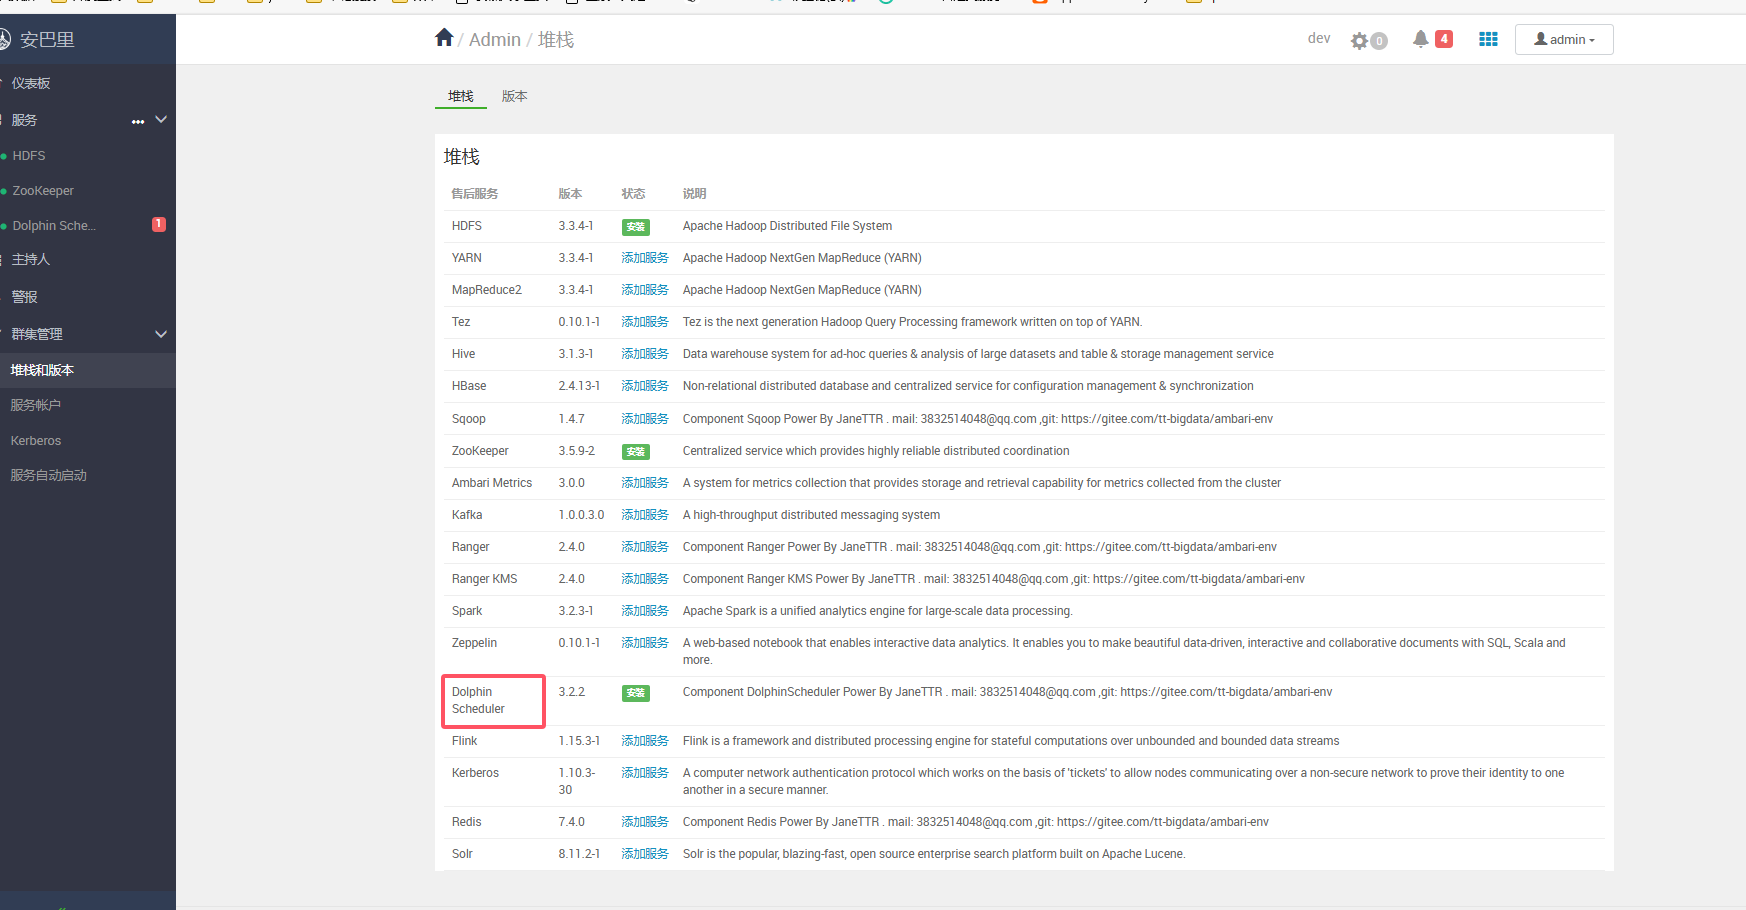 安巴里
/ Admin / 堆栈
dev
0
4
admin
仪表板
服务
HDFS
ZooKeeper
Dolphin Sche...
1
主持人
警报
群集管理
堆栈和版本
服务帐户
Kerberos
服务自动启动
堆栈
版本
堆栈
售后服务 版本 状态 说明
HDFS 3.3.4-1 安装 Apache Hadoop Distributed File System
YARN 3.3.4-1 添加服务 Apache Hadoop NextGen MapReduce (YARN)
MapReduce2 3.3.4-1 添加服务 Apache Hadoop NextGen MapReduce (YARN)
Tez 0.10.1-1 添加服务 Tez is the next generation Hadoop Query Processing framework written on top of YARN.
Hive 3.1.3-1 添加服务 Data warehouse system for ad-hoc queries & analysis of large datasets and table & storage management service
HBase 2.4.13-1 添加服务 Non-relational distributed database and centralized service for configuration management & synchronization
Sqoop 1.4.7 添加服务 Component Sqoop Power By JaneTTR . mail: 3832514048@qq.com ,git: https://gitee.com/tt-bigdata/ambari-env
ZooKeeper 3.5.9-2 安装 Centralized service which provides highly reliable distributed coordination
Ambari Metrics 3.0.0 添加服务 A system for metrics collection that provides storage and retrieval capability for metrics collected from the cluster
Kafka 1.0.0.3.0 添加服务 A high-throughput distributed messaging system
Ranger 2.4.0 添加服务 Component Ranger Power By JaneTTR . mail: 3832514048@qq.com ,git: https://gitee.com/tt-bigdata/ambari-env
Ranger KMS 2.4.0 添加服务 Component Ranger KMS Power By JaneTTR . mail: 3832514048@qq.com ,git: https://gitee.com/tt-bigdata/ambari-env
Spark 3.2.3-1 添加服务 Apache Spark is a unified analytics engine for large-scale data processing.
Zeppelin 0.10.1-1 添加服务 A web-based notebook that enables interactive data analytics. It enables you to make beautiful data-driven, interactive and collaborative documents with SQL, Scala and
more.
Dolphin 3.2.2 安装 Component DolphinScheduler Power By JaneTTR . mail: 3832514048@qq.com ,git: https://gitee.com/tt-bigdata/ambari-env
Scheduler
Flink 1.15.3-1 添加服务 Flink is a framework and distributed processing engine for stateful computations over unbounded and bounded data streams
Kerberos 1.10.3- 添加服务 A computer network authentication protocol which works on the basis of 'tickets' to allow nodes communicating over a non-secure network to prove their identity to one
30 another in a secure manner.
Redis 7.4.0 添加服务 Component Redis Power By JaneTTR . mail: 3832514048@qq.com ,git: https://gitee.com/tt-bigdata/ambari-env
Solr 8.11.2-1 添加服务 Solr is the popular, blazing-fast, open source enterprise search platform built on Apache Lucene.